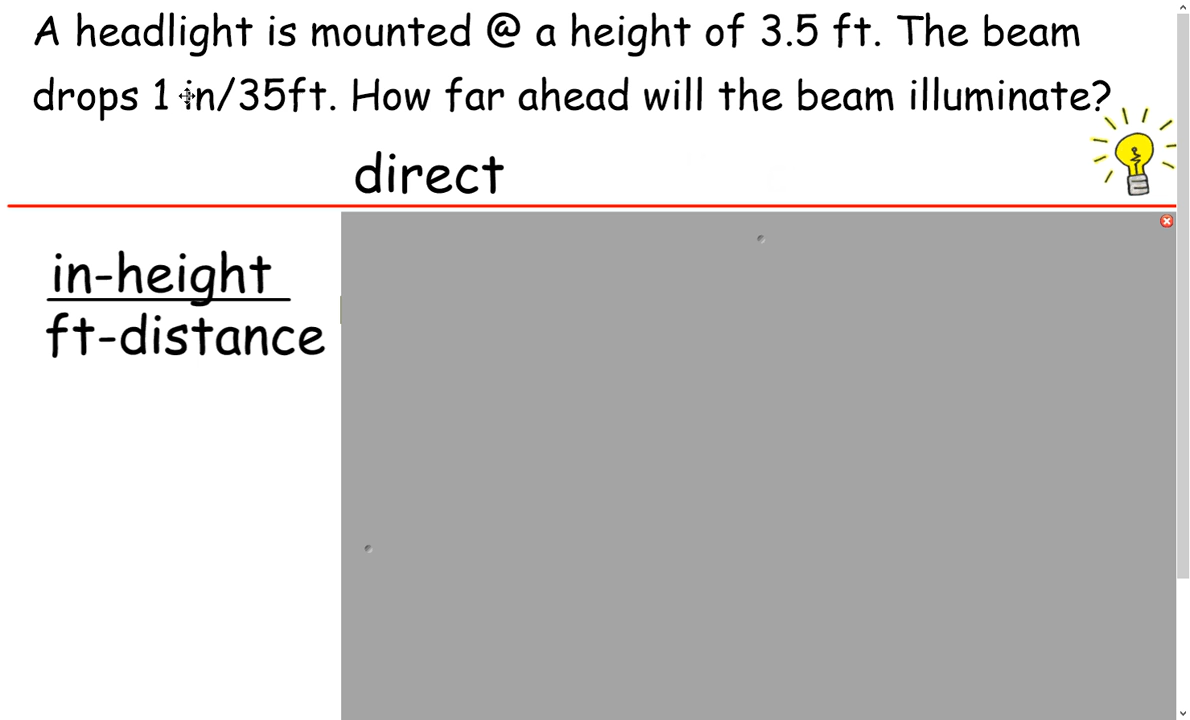 A headlight is mounted @ a height of 3.5 ft. The beam
drops 1 in/35ft. How far ahead will the beam illuminate?
direct
in-height
ft-distance